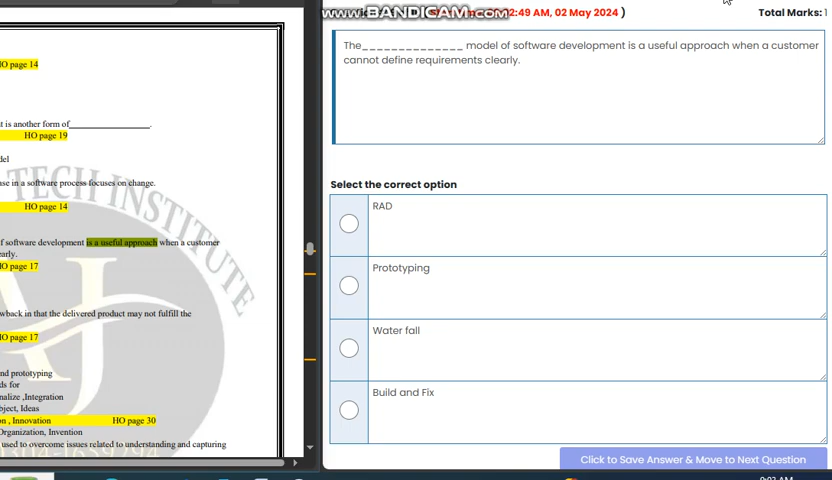 O page 14
t is another form of________________.
HO page 19
del
ase in a software process focuses on change.
HO page 14
f software development is a useful approach when a customer
early.
HO page 17
wback in that the delivered product may not fulfill the
HO page 17
nd prototyping
ds for
nalize ,Integration
bject, Ideas
on , Innovation HO page 30
Organization, Invention
used to overcome issues related to understanding and capturing
TECH INSTITUTE
www.BANDICAM.com
2:49 AM, 02 May 2024 )
Total Marks: 1
The______________ model of software development is a useful approach when a customer
cannot define requirements clearly.
Select the correct option
RAD
Prototyping
Water fall
Build and Fix
Click to Save Answer & Move to Next Question